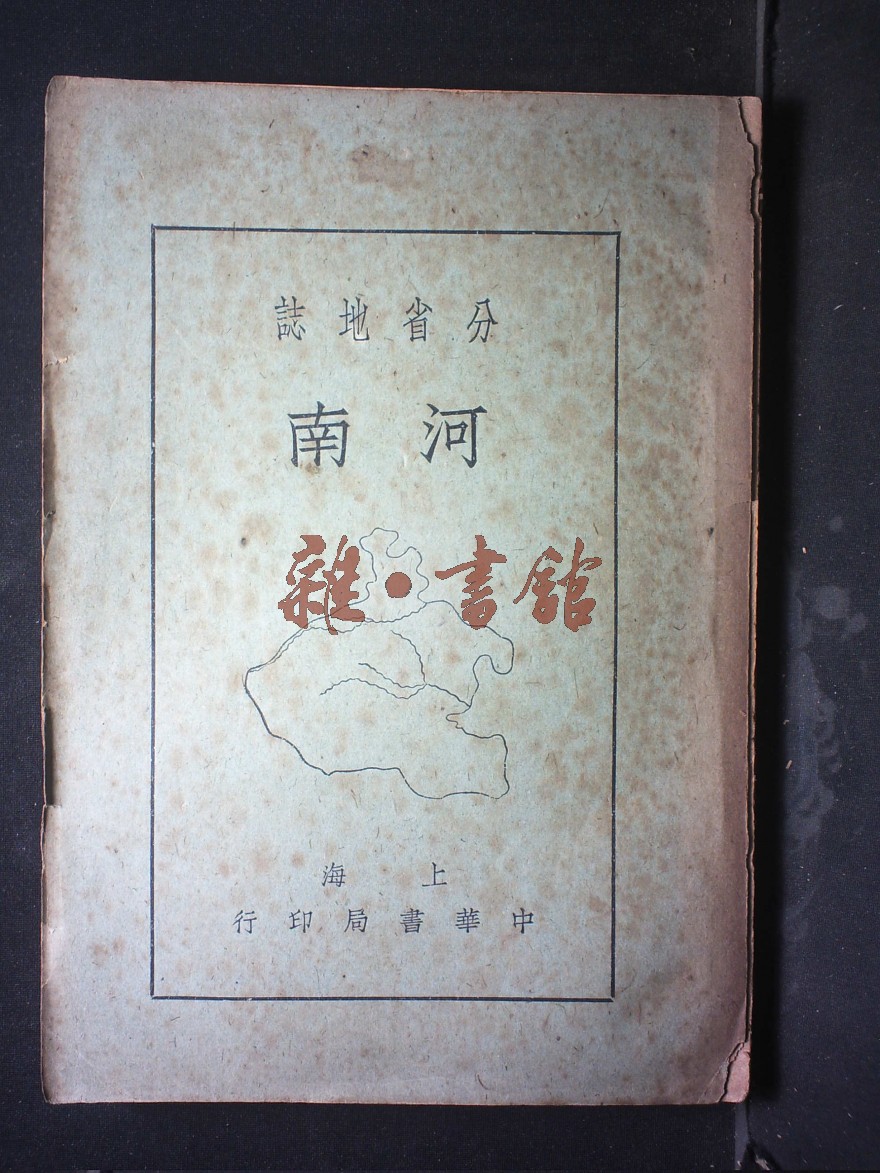 分省地誌
河南
雜·書館
上海
中華書局印行